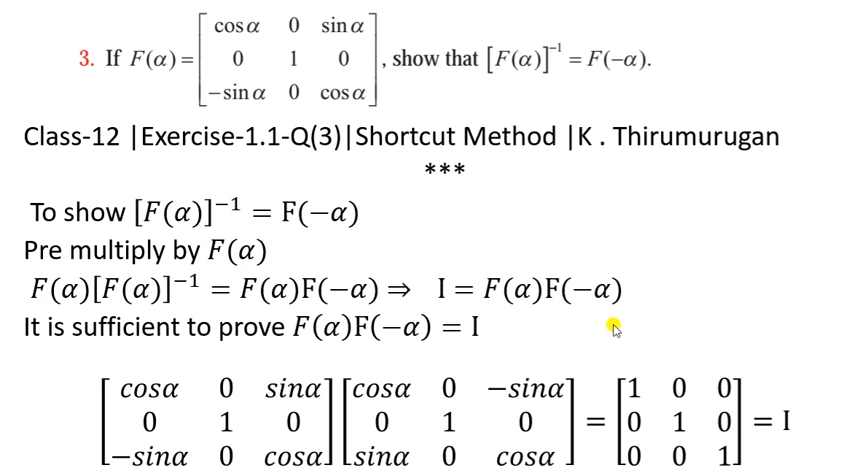 3. If F(α) = [cos α 0 sin α
0 1 0
−sin α 0 cos α] , show that [F(α)]⁻¹ = F(−α).
Class-12 |Exercise-1.1-Q(3)|Shortcut Method |K . Thirumurugan
***
To show [F(α)]⁻¹ = F(−α)
Pre multiply by F(α)
F(α)[F(α)]⁻¹ = F(α)F(−α) ⇒ I = F(α)F(−α)
It is sufficient to prove F(α)F(−α) = I
[cosα 0 sinα] [cosα 0 −sinα] [1 0 0]
[0 1 0] [0 1 0] = [0 1 0] = I
[−sinα 0 cosα] [sinα 0 cosα] [0 0 1]